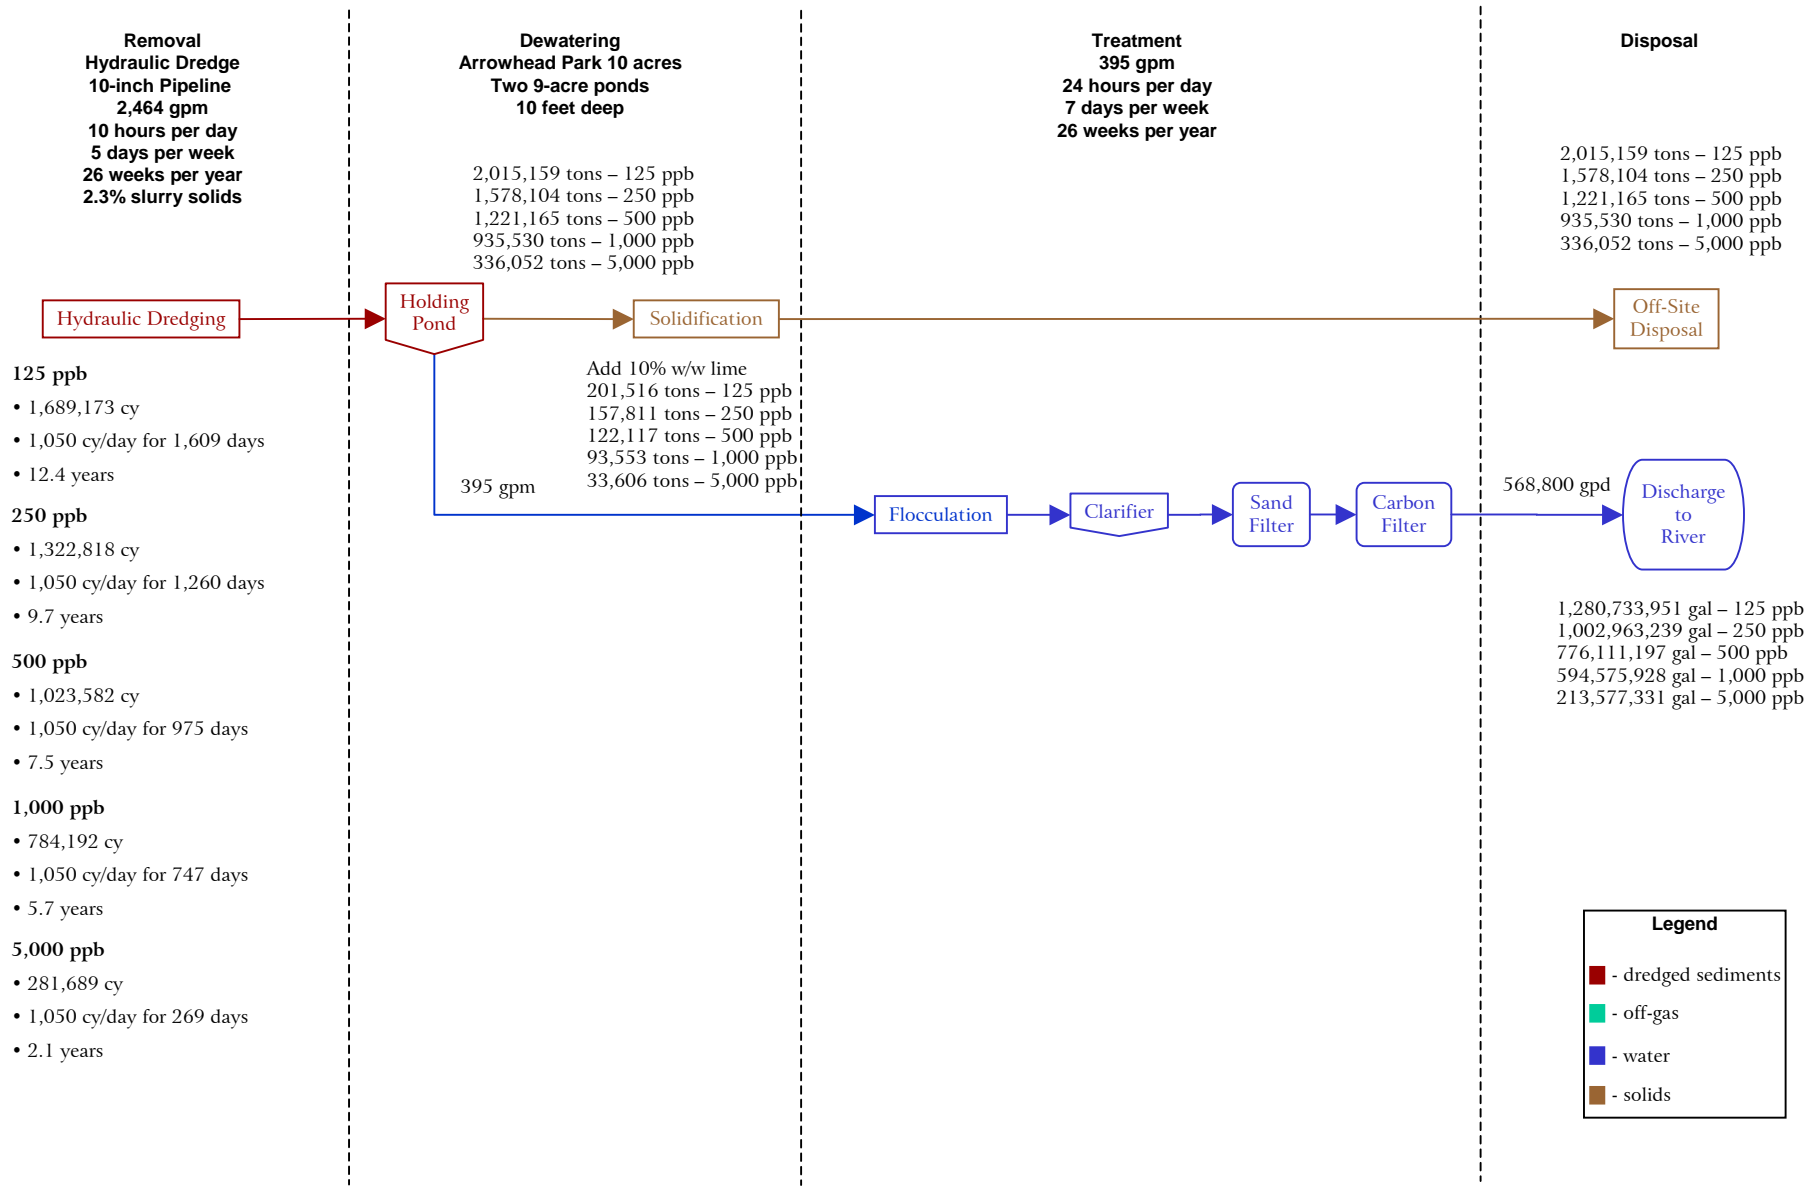 Removal
Hydraulic Dredge
10-inch Pipeline
2,464 gpm
10 hours per day
5 days per week
26 weeks per year
2.3% slurry solids
Dewatering
Arrowhead Park 10 acres
Two 9-acre ponds
10 feet deep
Treatment
395 gpm
24 hours per day
7 days per week
26 weeks per year
Disposal
2,015,159 tons – 125 ppb
1,578,104 tons – 250 ppb
1,221,165 tons – 500 ppb
935,530 tons – 1,000 ppb
336,052 tons – 5,000 ppb
2,015,159 tons – 125 ppb
1,578,104 tons – 250 ppb
1,221,165 tons – 500 ppb
935,530 tons – 1,000 ppb
336,052 tons – 5,000 ppb
Hydraulic Dredging
Holding
Pond
Solidification
Off-Site
Disposal
Add 10% w/w lime
201,516 tons – 125 ppb
157,811 tons – 250 ppb
122,117 tons – 500 ppb
93,553 tons – 1,000 ppb
33,606 tons – 5,000 ppb
125 ppb
• 1,689,173 cy
• 1,050 cy/day for 1,609 days
• 12.4 years
250 ppb
• 1,322,818 cy
• 1,050 cy/day for 1,260 days
• 9.7 years
500 ppb
• 1,023,582 cy
• 1,050 cy/day for 975 days
• 7.5 years
1,000 ppb
• 784,192 cy
• 1,050 cy/day for 747 days
• 5.7 years
5,000 ppb
• 281,689 cy
• 1,050 cy/day for 269 days
• 2.1 years
395 gpm
Flocculation
Clarifier
Sand
Filter
Carbon
Filter
568,800 gpd
Discharge
to
River
1,280,733,951 gal – 125 ppb
1,002,963,239 gal – 250 ppb
776,111,197 gal – 500 ppb
594,575,928 gal – 1,000 ppb
213,577,331 gal – 5,000 ppb
Legend
- dredged sediments
- off-gas
- water
- solids